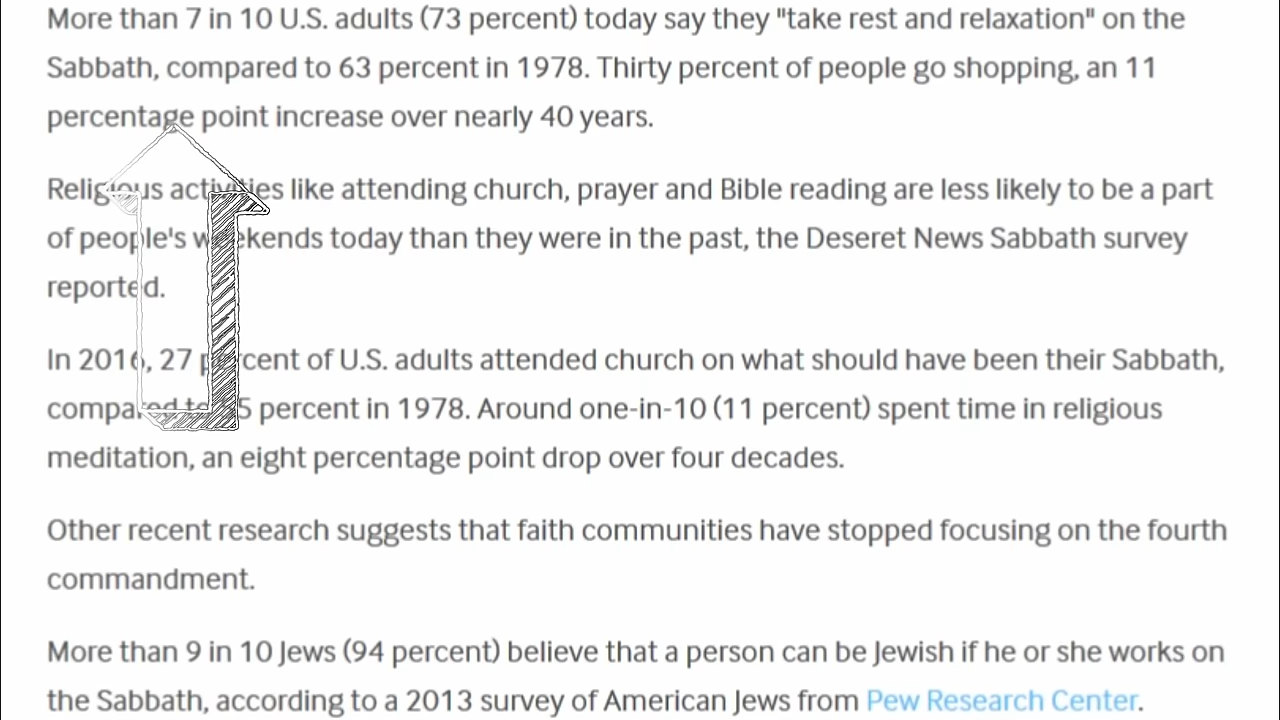 More than 7 in 10 U.S. adults (73 percent) today say they "take rest and relaxation" on the
Sabbath, compared to 63 percent in 1978. Thirty percent of people go shopping, an 11
percentage point increase over nearly 40 years.
Religious activities like attending church, prayer and Bible reading are less likely to be a part
of people's weekends today than they were in the past, the Deseret News Sabbath survey
reported.
In 2016, 27 percent of U.S. adults attended church on what should have been their Sabbath,
compared to percent in 1978. Around one-in-10 (11 percent) spent time in religious
meditation, an eight percentage point drop over four decades.
Other recent research suggests that faith communities have stopped focusing on the fourth
commandment.
More than 9 in 10 Jews (94 percent) believe that a person can be Jewish if he or she works on
the Sabbath, according to a 2013 survey of American Jews from Pew Research Center.